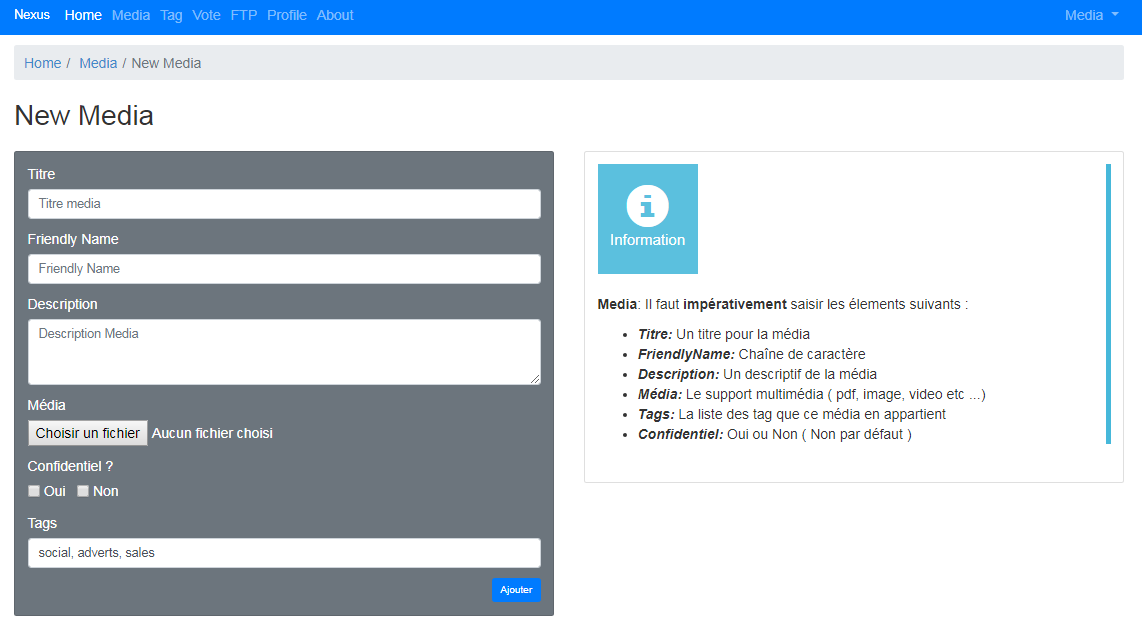 Nexus Home Media Tag Vote FTP Profile About Media
Home / Media / New Media
New Media
Titre
Titre media
Friendly Name
Friendly Name
Description
Description Media
Média
Choisir un fichier Aucun fichier choisi
Confidentiel ?
Oui Non
Tags
social, adverts, sales
Ajouter
Information
Media: Il faut impérativement saisir les élements suivants :
Titre: Un titre pour la média
FriendlyName: Chaîne de caractère
Description: Un descriptif de la média
Média: Le support multimédia ( pdf, image, video etc ...)
Tags: La liste des tag que ce média en appartient
Confidentiel: Oui ou Non ( Non par défaut )